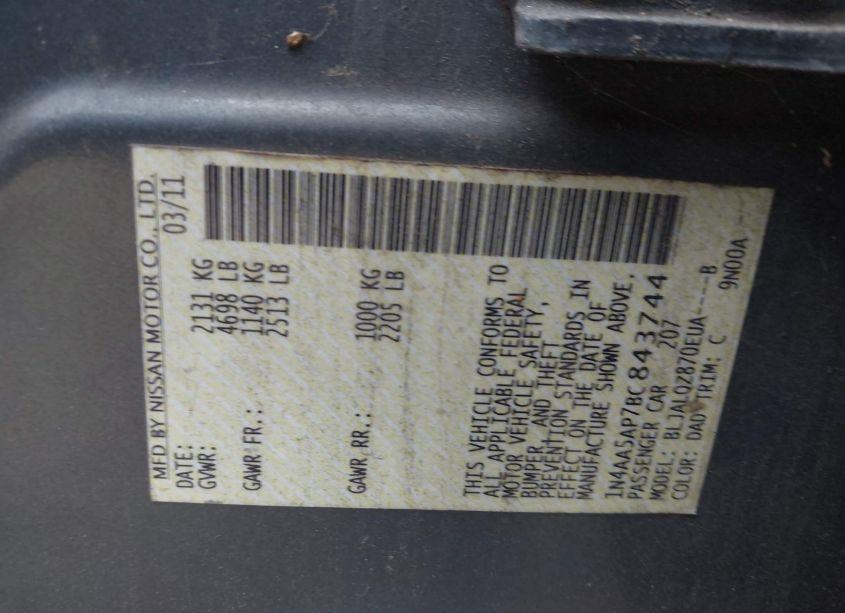 MFD BY NISSAN MOTOR CO., LTD.
DATE: 03/11
GVWR: 2131 KG
4698 LB
GAWR FR.: 1140 KG
2513 LB
GAWR RR.: 1000 KG
2205 LB
THIS VEHICLE CONFORMS TO
ALL APPLICABLE FEDERAL
MOTOR VEHICLE SAFETY,
BUMPER, AND THEFT
PREVENTION STANDARDS IN
EFFECT ON THE DATE OF
MANUFACTURE SHOWN ABOVE.
1N4AA5AP7BC843744
PASSENGER CAR 207
MODEL: BLJALQZ870EUA----B
COLOR: DAD TRIM: C 9N00A